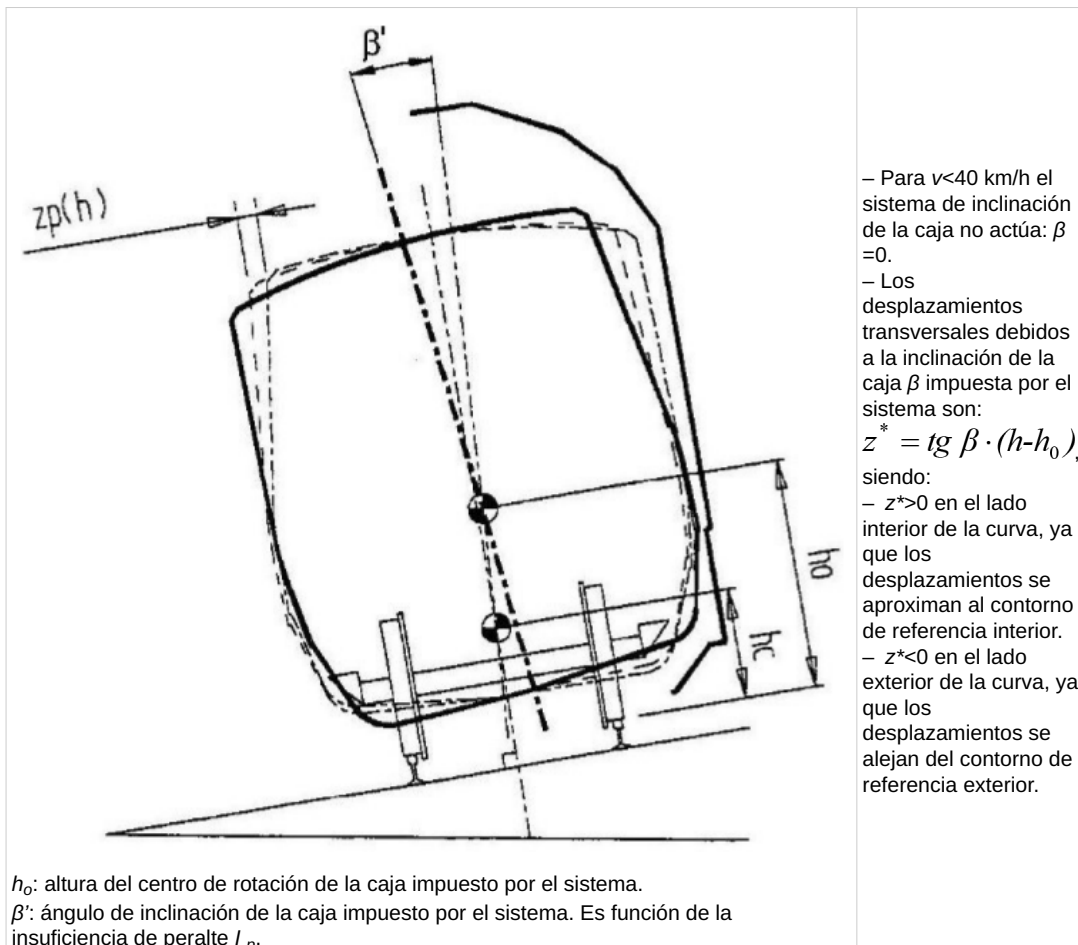 β'
zp(h)
ho
hc
– Para v<40 km/h el
sistema de inclinación
de la caja no actúa: β
=0.
– Los
desplazamientos
transversales debidos
a la inclinación de la
caja β impuesta por el
sistema son:
z* = tg β · (h-h₀),
siendo:
– z*>0 en el lado
interior de la curva, ya
que los
desplazamientos se
aproximan al contorno
de referencia interior.
– z*<0 en el lado
exterior de la curva, ya
que los
desplazamientos se
alejan del contorno de
referencia exterior.
hₒ: altura del centro de rotación de la caja impuesto por el sistema.
β': ángulo de inclinación de la caja impuesto por el sistema. Es función de la
insuficiencia de peralte I p.